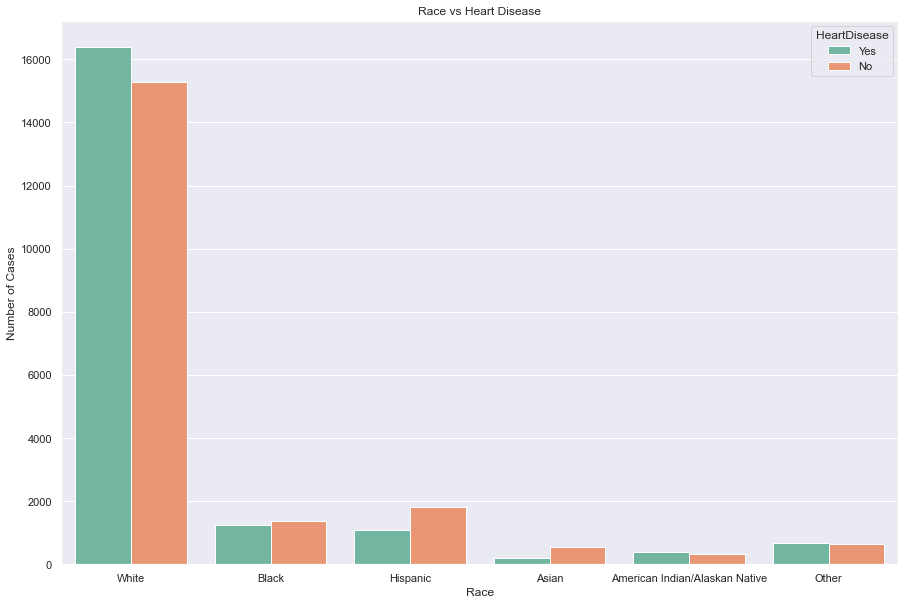 Race vs Heart Disease
HeartDisease
Yes
No
16000
14000
12000
10000
8000
6000
4000
2000
0
Number of Cases
White Black Hispanic Asian American Indian/Alaskan Native Other
Race